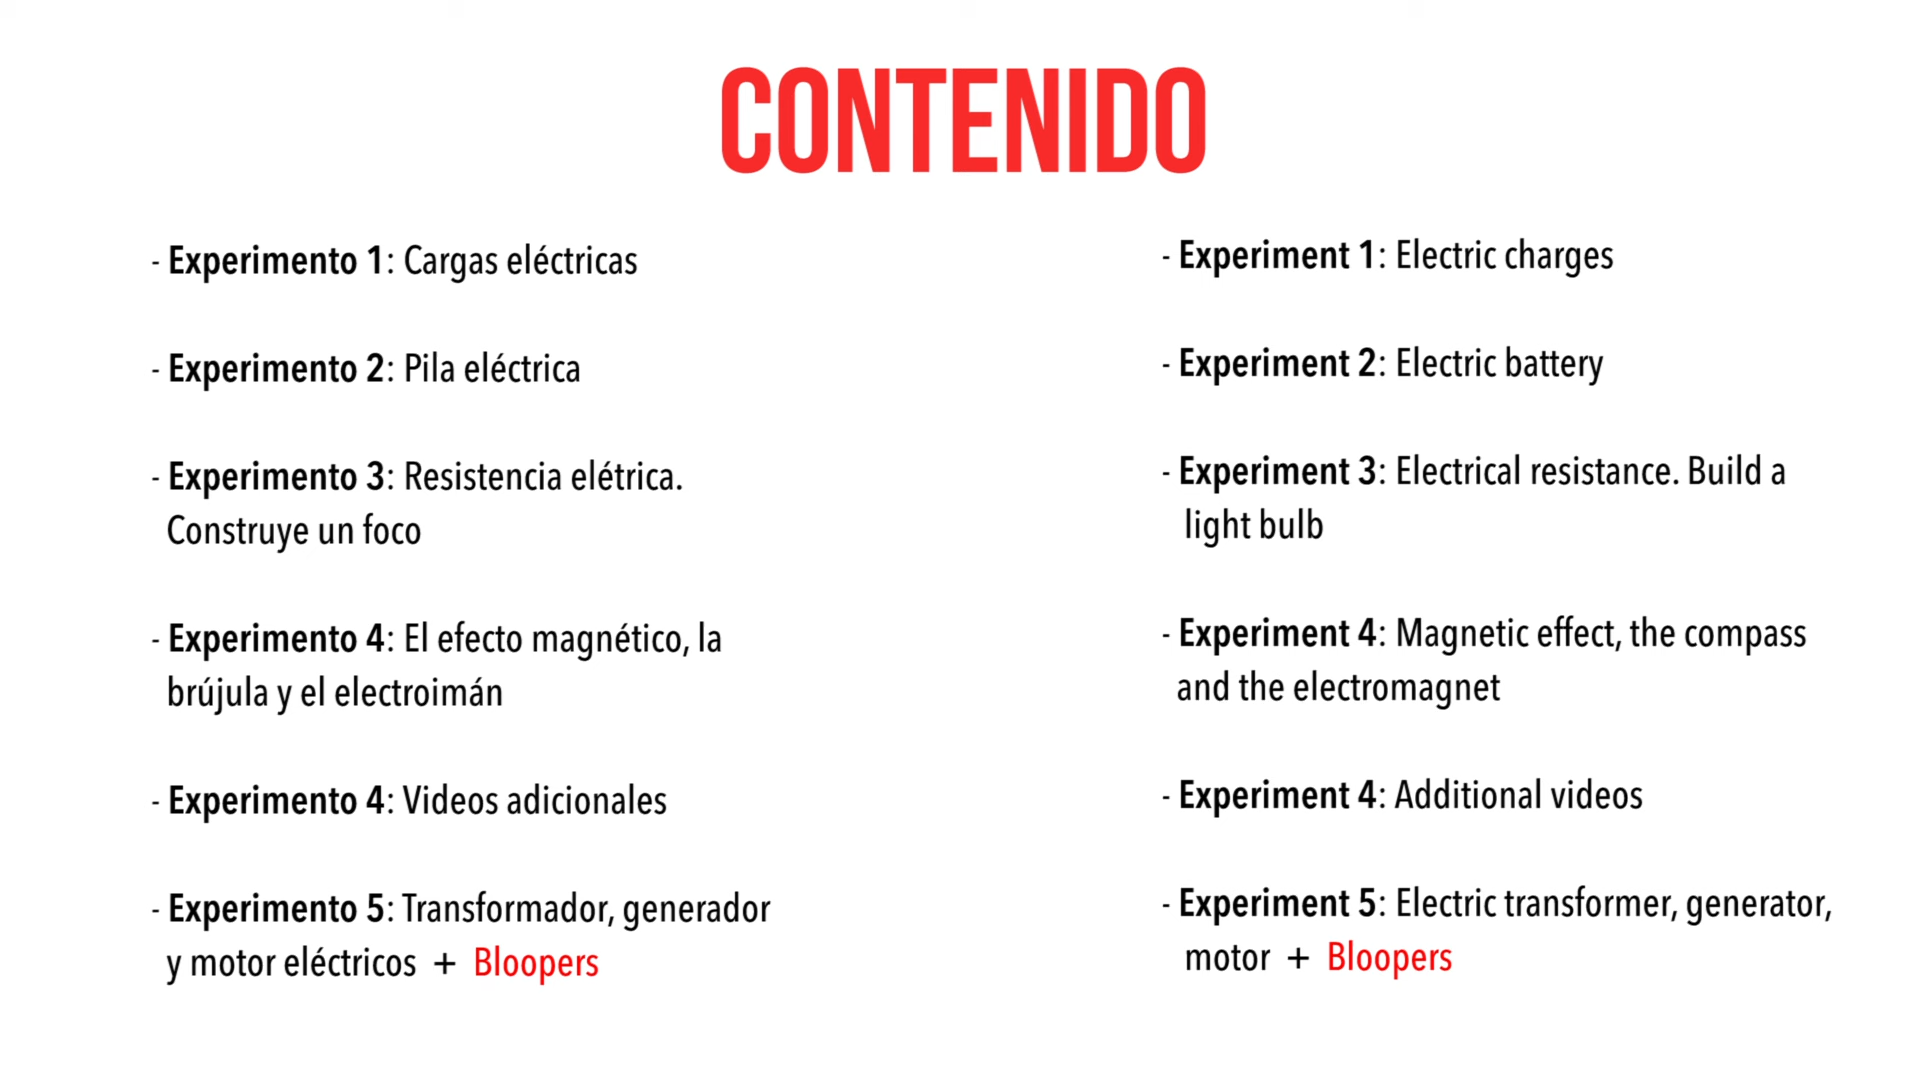 CONTENIDO
- Experimento 1: Cargas eléctricas
- Experimento 2: Pila eléctrica
- Experimento 3: Resistencia elétrica.
Construye un foco
- Experimento 4: El efecto magnético, la
brújula y el electroimán
- Experimento 4: Videos adicionales
- Experimento 5: Transformador, generador
y motor eléctricos + Bloopers
- Experiment 1: Electric charges
- Experiment 2: Electric battery
- Experiment 3: Electrical resistance. Build a
light bulb
- Experiment 4: Magnetic effect, the compass
and the electromagnet
- Experiment 4: Additional videos
- Experiment 5: Electric transformer, generator,
motor + Bloopers